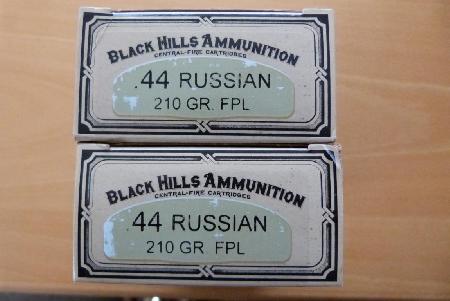 BLACK HILLS AMMUNITION
CENTRAL-FIRE CARTRIDGES
.44 RUSSIAN
210 GR. FPL
BLACK HILLS AMMUNITION
CENTRAL-FIRE CARTRIDGES
.44 RUSSIAN
210 GR. FPL